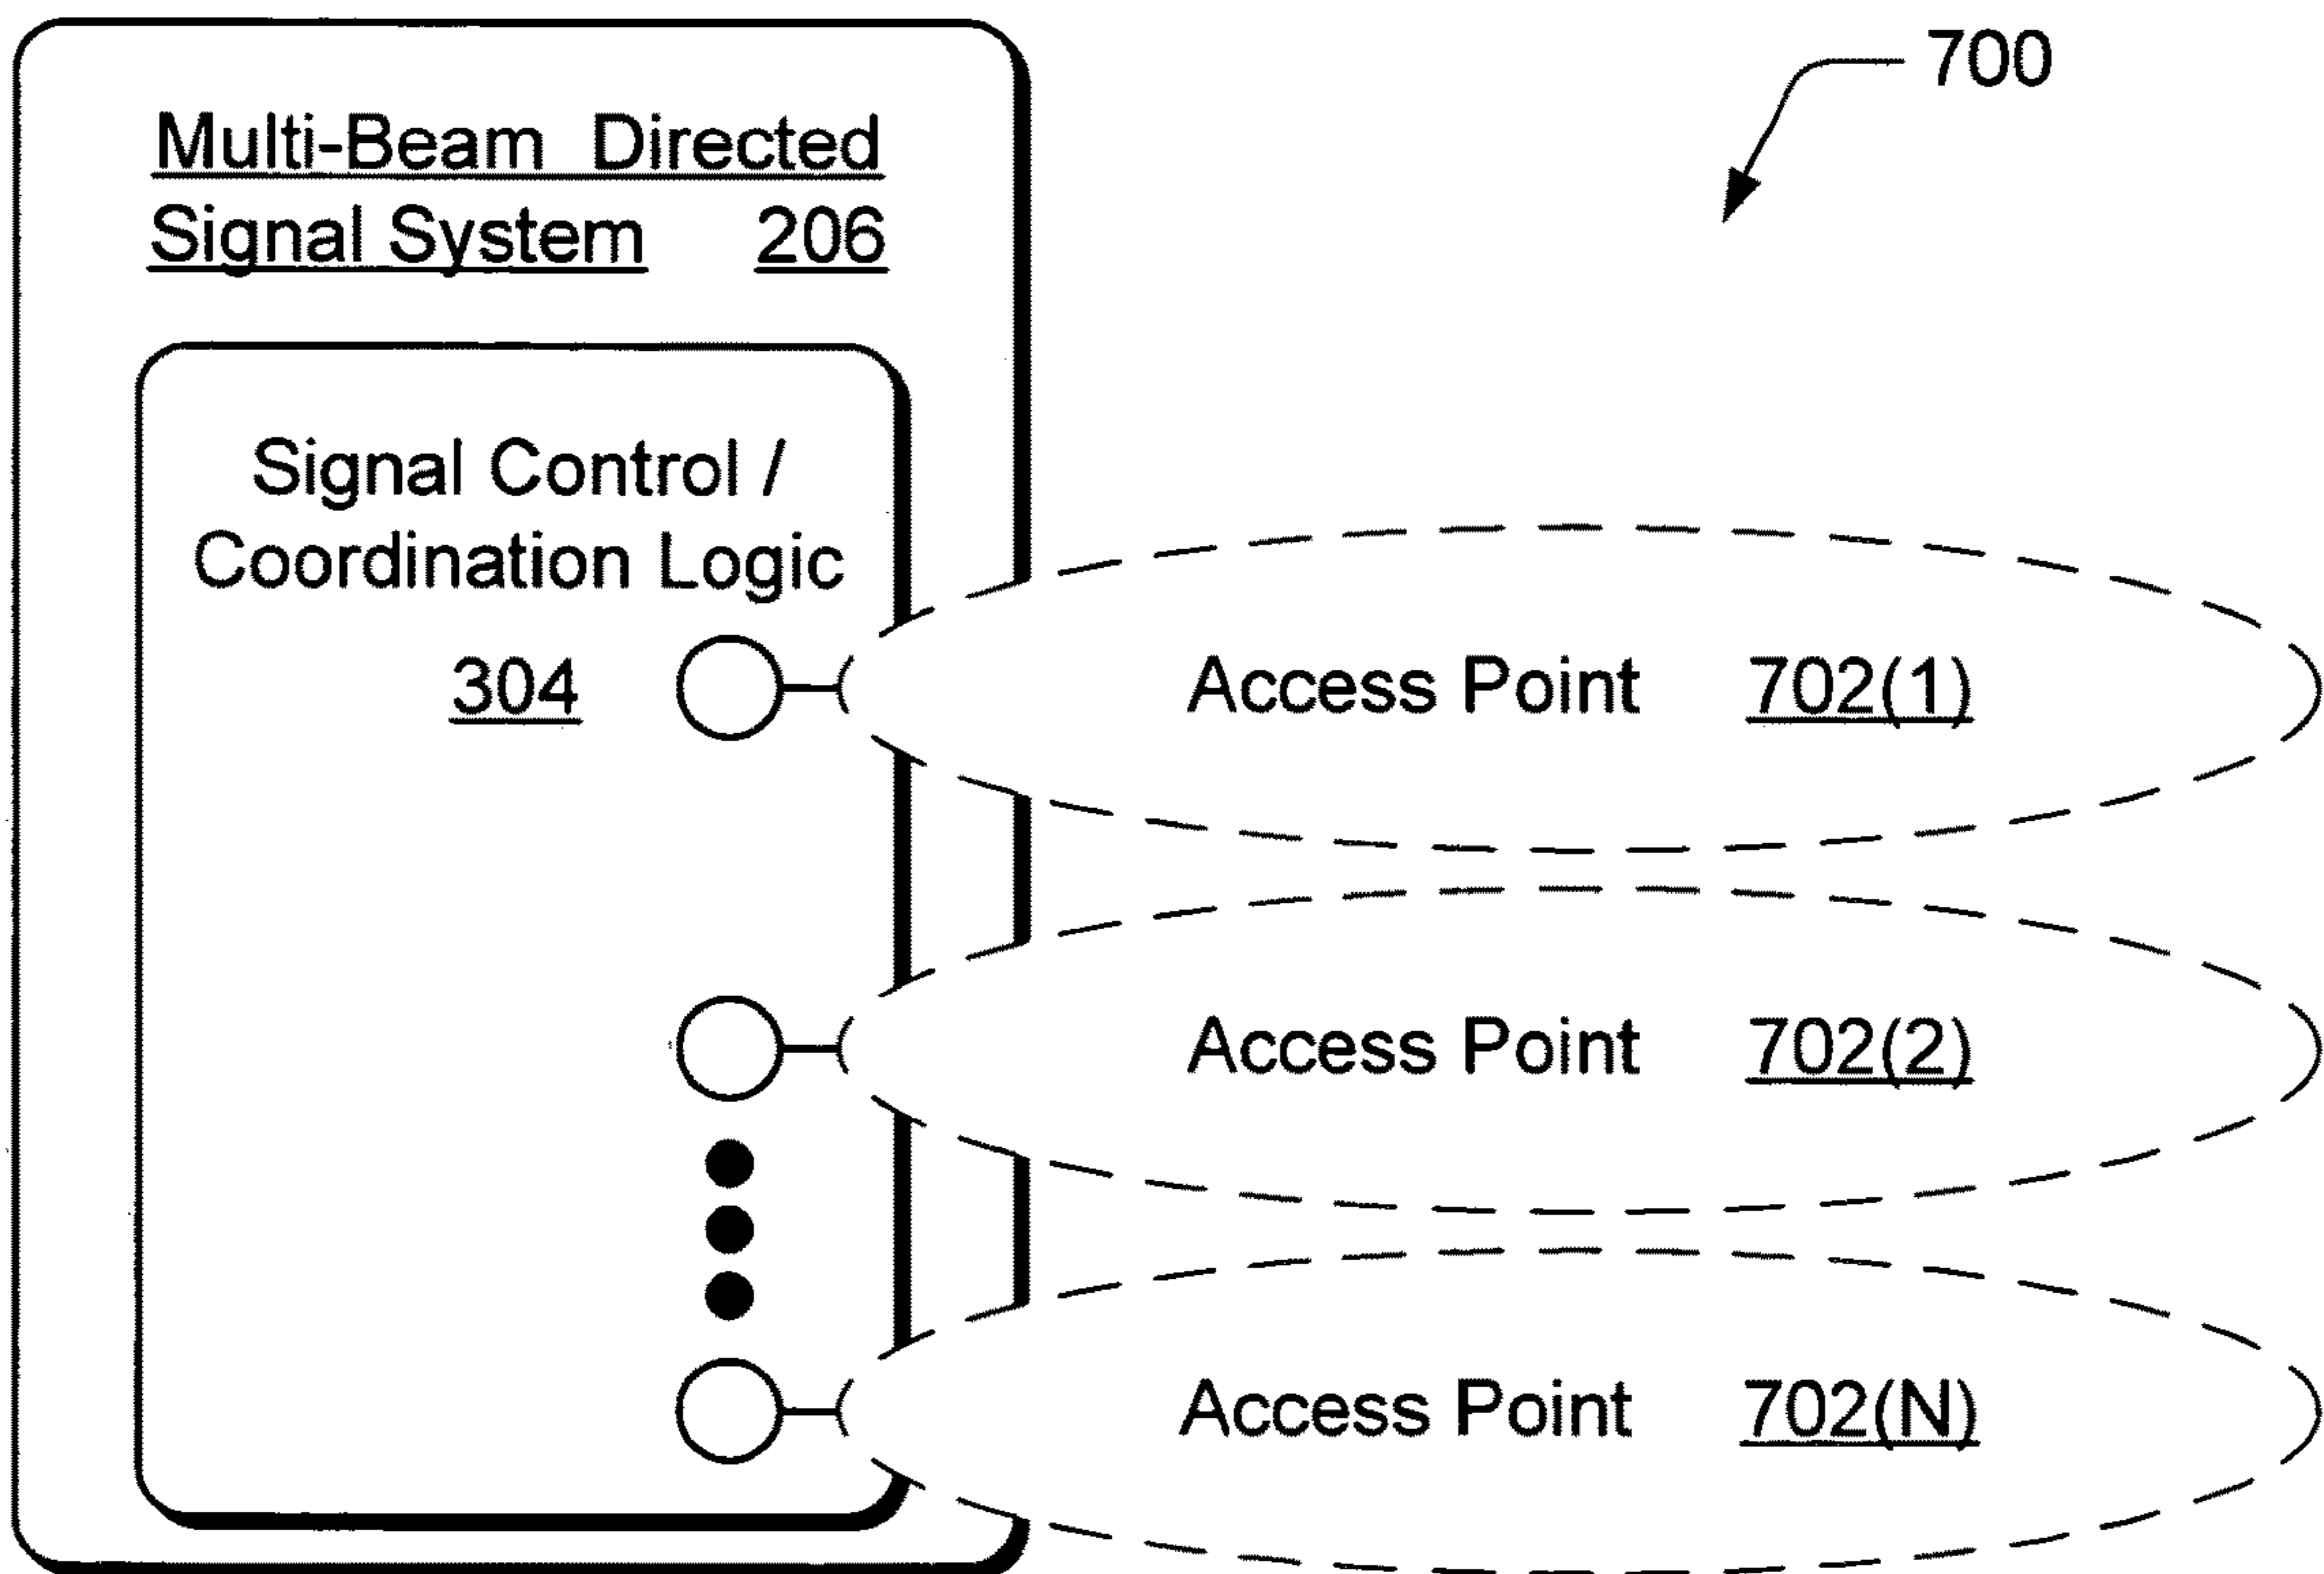 700
Multi-Beam Directed
Signal System 206
Signal Control /
Coordination Logic
304
Access Point 702(1)
Access Point 702(2)
Access Point 702(N)